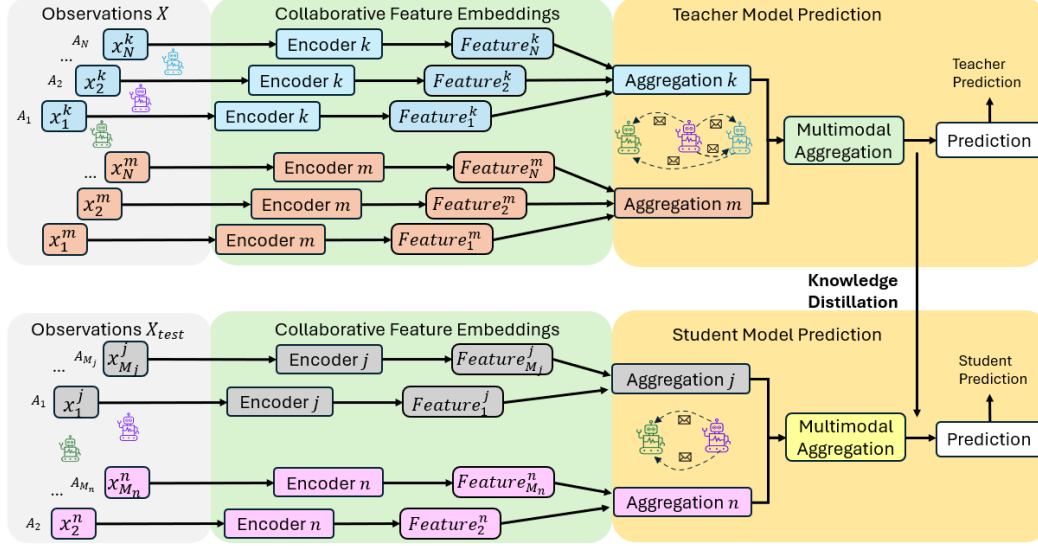 Observations X
Collaborative Feature Embeddings
Teacher Model Prediction
A_N x_N^k Encoder k Feature_N^k
...
A_2 x_2^k Encoder k Feature_2^k
Aggregation k
A_1 x_1^k Encoder k Feature_1^k
Teacher
Prediction
Multimodal
Aggregation
Prediction
... x_N^m Encoder m Feature_N^m
x_2^m Encoder m Feature_2^m
Aggregation m
x_1^m Encoder m Feature_1^m
Knowledge
Distillation
Observations X_{test}
Collaborative Feature Embeddings
Student Model Prediction
A_{M_j} x_{M_j}^j Encoder j Feature_{M_j}^j
...
Aggregation j
A_1 x_1^j Encoder j Feature_1^j
Student
Prediction
Multimodal
Aggregation
Prediction
... A_{M_n} x_{M_n}^n Encoder n Feature_{M_n}^n
Aggregation n
A_2 x_2^n Encoder n Feature_2^n